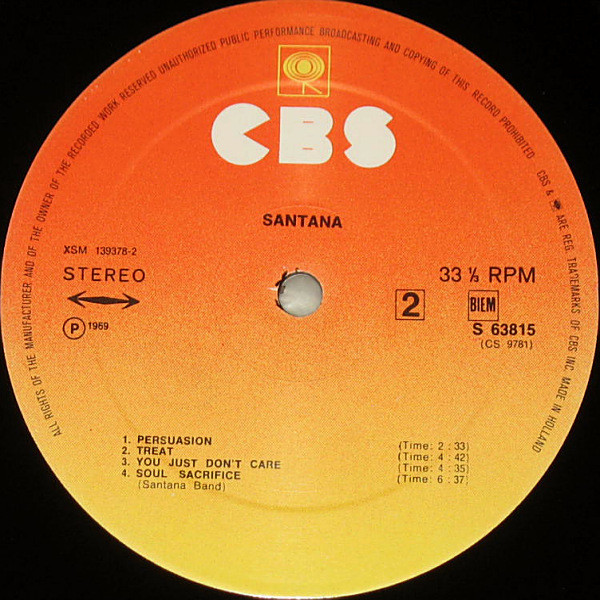 ALL RIGHTS OF THE MANUFACTURER AND OF THE OWNER OF THE RECORDED WORK RESERVED UNAUTHORIZED PUBLIC PERFORMANCE BROADCASTING AND COPYING OF THIS RECORD PROHIBITED. CBS & ARE REG. TRADEMARKS OF CBS INC. MADE IN HOLLAND
CBS
SANTANA
XSM 139378-2
STEREO
33 ⅓ RPM
P 1969
2
BIEM
S 63815
(CS 9781)
1. PERSUASION (Time: 2 : 33)
2. TREAT (Time: 4 : 42)
3. YOU JUST DON'T CARE (Time: 4 : 35)
4. SOUL SACRIFICE (Time: 6 : 37)
(Santana Band)